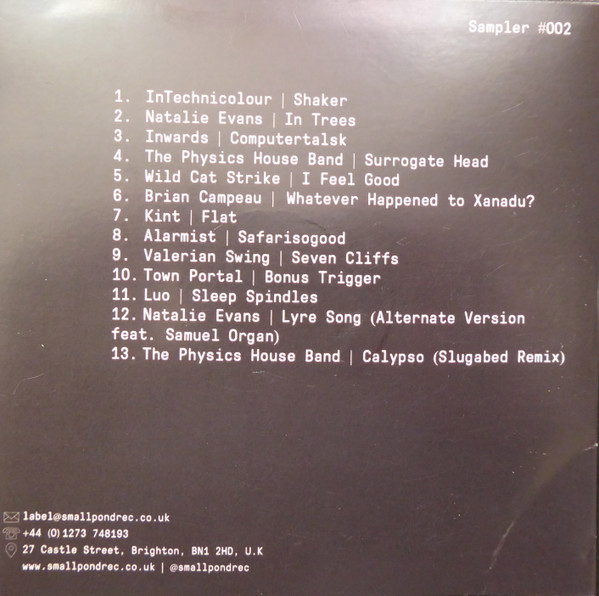 Sampler #002
1. InTechnicolour | Shaker
2. Natalie Evans | In Trees
3. Inwards | Computertalsk
4. The Physics House Band | Surrogate Head
5. Wild Cat Strike | I Feel Good
6. Brian Campeau | Whatever Happened to Xanadu?
7. Kint | Flat
8. Alarmist | Safarisogood
9. Valerian Swing | Seven Cliffs
10. Town Portal | Bonus Trigger
11. Luo | Sleep Spindles
12. Natalie Evans | Lyre Song (Alternate Version
feat. Samuel Organ)
13. The Physics House Band | Calypso (Slugabed Remix)
label@smallpondrec.co.uk
+44 (0)1273 748193
27 Castle Street, Brighton, BN1 2HD, U.K
www.smallpondrec.co.uk | @smallpondrec